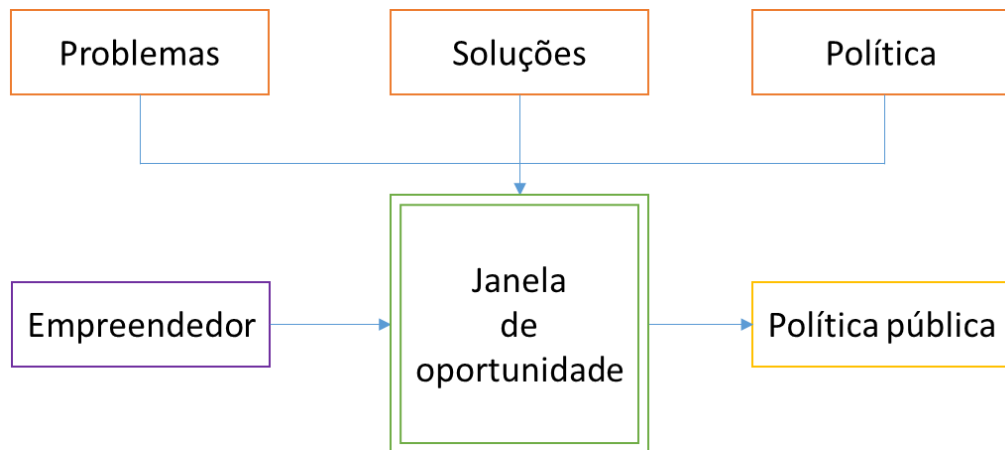 Problemas
Soluções
Política
Empreendedor
Janela
de
oportunidade
Política pública